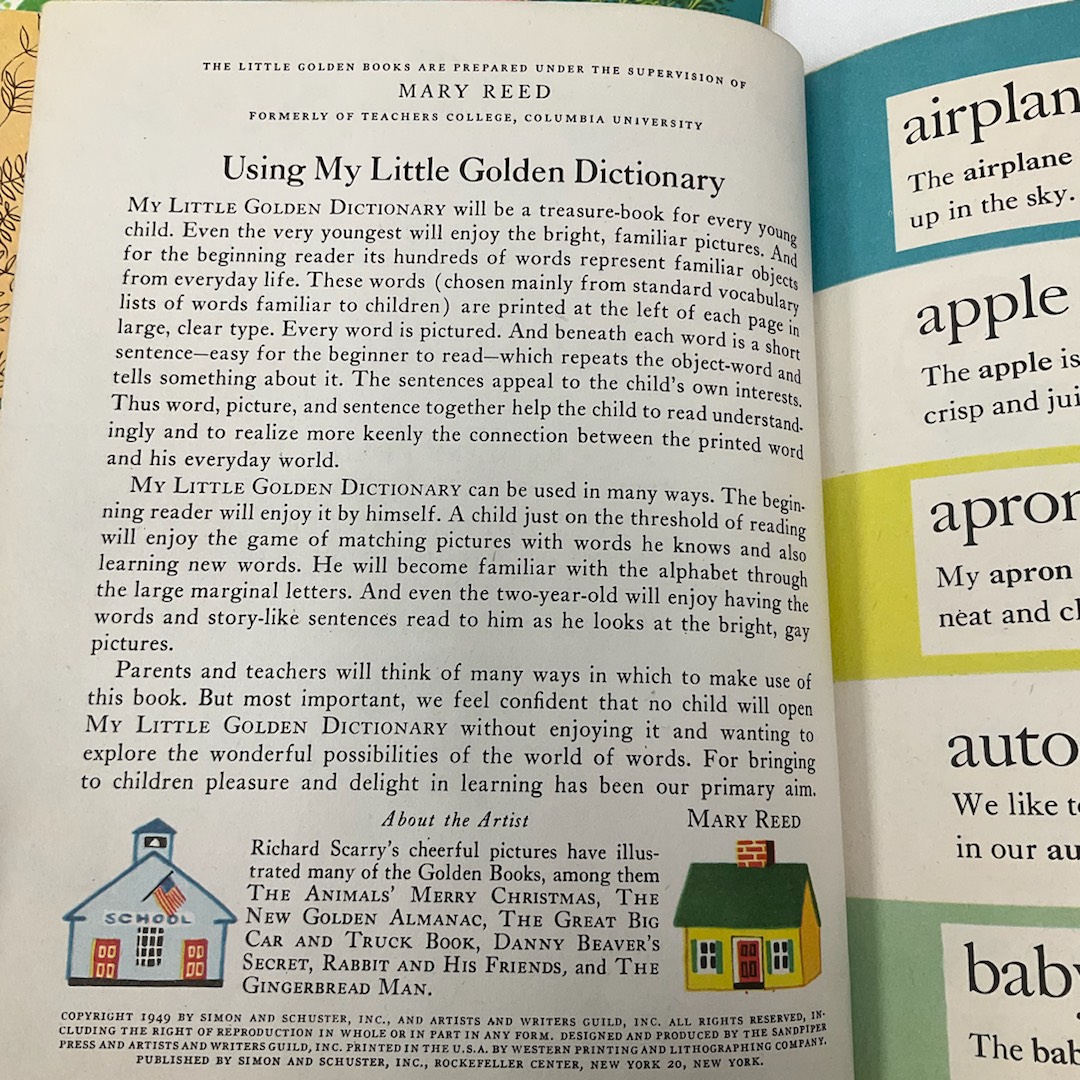 THE LITTLE GOLDEN BOOKS ARE PREPARED UNDER THE SUPERVISION OF
MARY REED
FORMERLY OF TEACHERS COLLEGE, COLUMBIA UNIVERSITY
Using My Little Golden Dictionary
MY LITTLE GOLDEN DICTIONARY will be a treasure-book for every young
child. Even the very youngest will enjoy the bright, familiar pictures. And
for the beginning reader its hundreds of words represent familiar objects
from everyday life. These words (chosen mainly from standard vocabulary
lists of words familiar to children) are printed at the left of each page in
large, clear type. Every word is pictured. And beneath each word is a short
sentence—easy for the beginner to read—which repeats the object-word and
tells something about it. The sentences appeal to the child's own interests.
Thus word, picture, and sentence together help the child to read understand-
ingly and to realize more keenly the connection between the printed word
and his everyday world.
MY LITTLE GOLDEN DICTIONARY can be used in many ways. The begin-
ning reader will enjoy it by himself. A child just on the threshold of reading
will enjoy the game of matching pictures with words he knows and also
learning new words. He will become familiar with the alphabet through
the large marginal letters. And even the two-year-old will enjoy having the
words and story-like sentences read to him as he looks at the bright, gay
pictures.
Parents and teachers will think of many ways in which to make use of
this book. But most important, we feel confident that no child will open
MY LITTLE GOLDEN DICTIONARY without enjoying it and wanting to
explore the wonderful possibilities of the world of words. For bringing
to children pleasure and delight in learning has been our primary aim.
MARY REED
About the Artist
Richard Scarry's cheerful pictures have illus-
trated many of the Golden Books, among them
THE ANIMALS' MERRY CHRISTMAS, THE
NEW GOLDEN ALMANAC, THE GREAT BIG
CAR AND TRUCK BOOK, DANNY BEAVER'S
SECRET, RABBIT AND HIS FRIENDS, and THE
GINGERBREAD MAN.
SCHOOL
COPYRIGHT 1949 BY SIMON AND SCHUSTER, INC., AND ARTISTS AND WRITERS GUILD, INC. ALL RIGHTS RESERVED, IN-
CLUDING THE RIGHT OF REPRODUCTION IN WHOLE OR IN PART IN ANY FORM. DESIGNED AND PRODUCED BY THE SANDPIPER
PRESS AND ARTISTS AND WRITERS GUILD, INC. PRINTED IN THE U.S.A. BY WESTERN PRINTING AND LITHOGRAPHING COMPANY.
PUBLISHED BY SIMON AND SCHUSTER, INC., ROCKEFELLER CENTER, NEW YORK 20, NEW YORK.
airplan
The airplane
up in the sky.
apple
The apple is
crisp and jui
apron
My apron
neat and cl
auto
We like to
in our au
baby
The bab